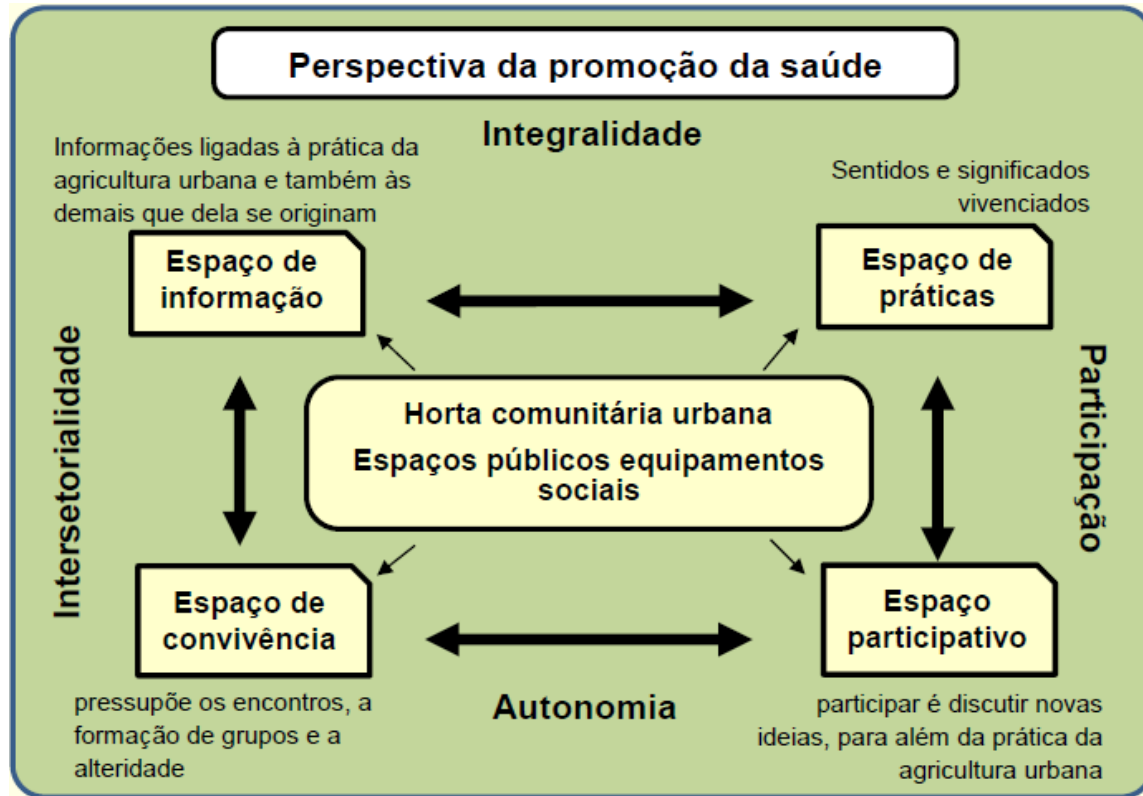 Perspectiva da promoção da saúde
Integralidade
Informações ligadas à prática da
agricultura urbana e também às
demais que dela se originam
Sentidos e significados
vivenciados
Espaço de
informação
Espaço de
práticas
Intersetorialidade
Horta comunitária urbana
Espaços públicos equipamentos
sociais
Participação
Espaço de
convivência
Espaço
participativo
pressupõe os encontros, a
formação de grupos e a
alteridade
Autonomia
participar é discutir novas
ideias, para além da prática da
agricultura urbana